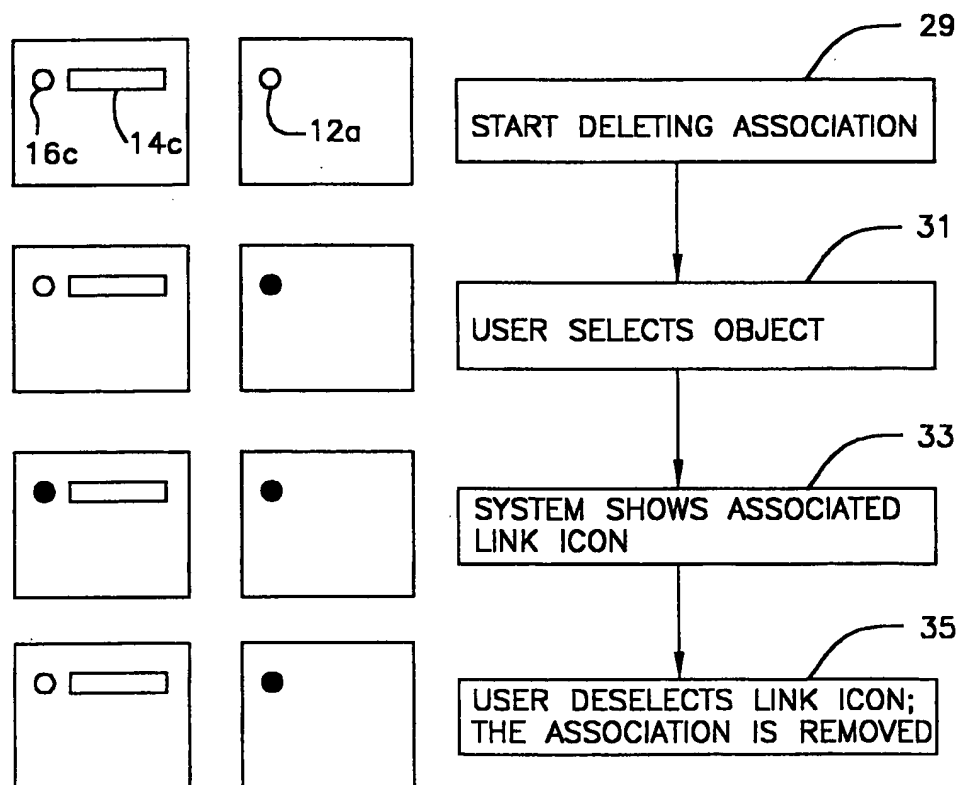 29
START DELETING ASSOCIATION
16c
14c
12a
31
USER SELECTS OBJECT
33
SYSTEM SHOWS ASSOCIATED
LINK ICON
35
USER DESELECTS LINK ICON;
THE ASSOCIATION IS REMOVED